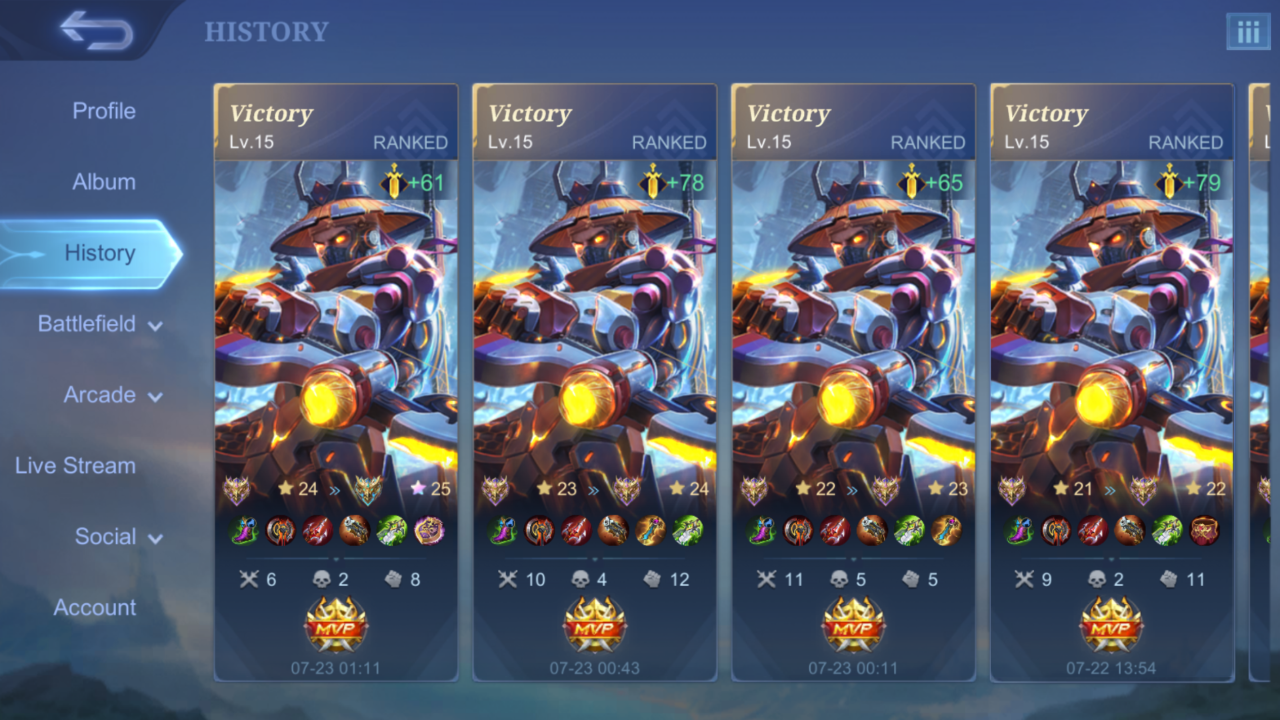 HISTORY
Profile
Album
History
Battlefield
Arcade
Live Stream
Social
Account
Victory
Lv.15 RANKED
+61
24 » 25
6 2 8
MVP
07-23 01:11
Victory
Lv.15 RANKED
+78
23 » 24
10 4 12
MVP
07-23 00:43
Victory
Lv.15 RANKED
+65
22 » 23
11 5 5
MVP
07-23 00:11
Victory
Lv.15 RANKED
+79
21 » 22
9 2 11
MVP
07-22 13:54